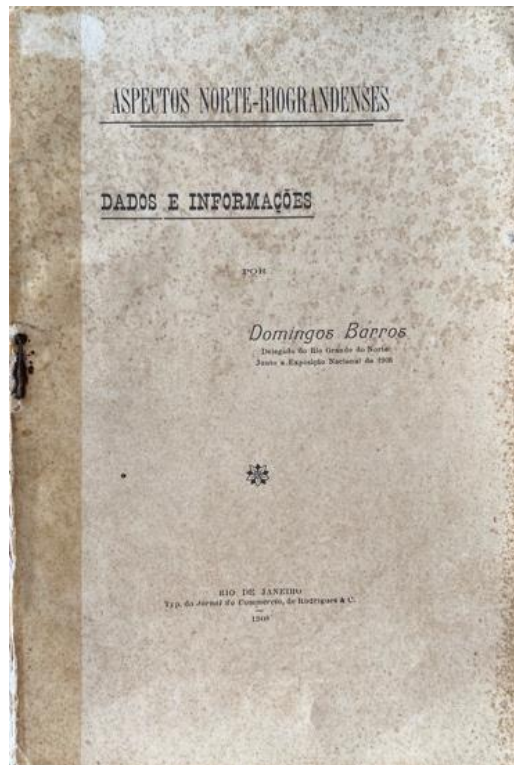 ASPECTOS NORTE-RIOGRANDENSES
DADOS E INFORMAÇÕES
POR
Domingos Barros
Delegado do Rio Grande do Norte
Junto a Exposição Nacional de 1908
RIO DE JANEIRO
Typ. do Jornal do Commercio, de Rodrigues & C.
1908